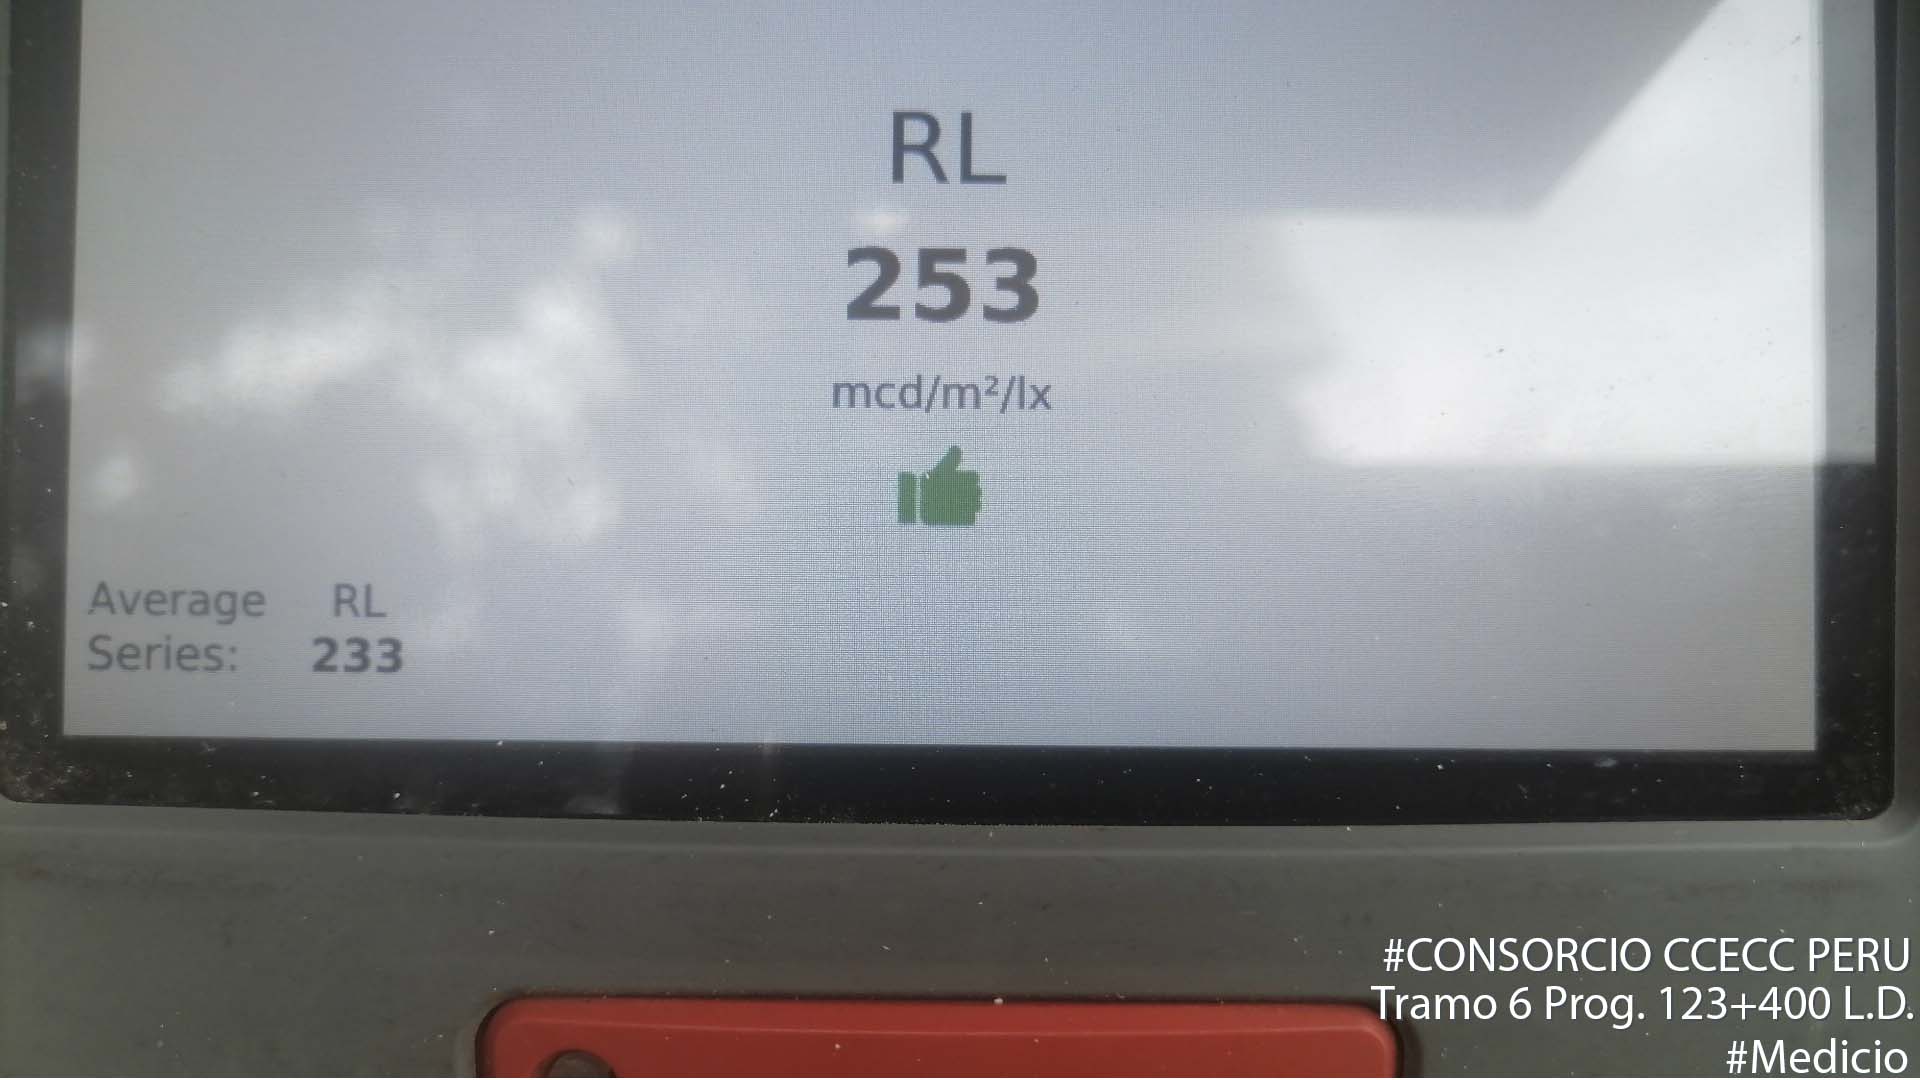 RL
253
mcd/m²/lx
Average RL
Series: 233
#CONSORCIO CCECC PERU
Tramo 6 Prog. 123+400 L.D.
#Medicio